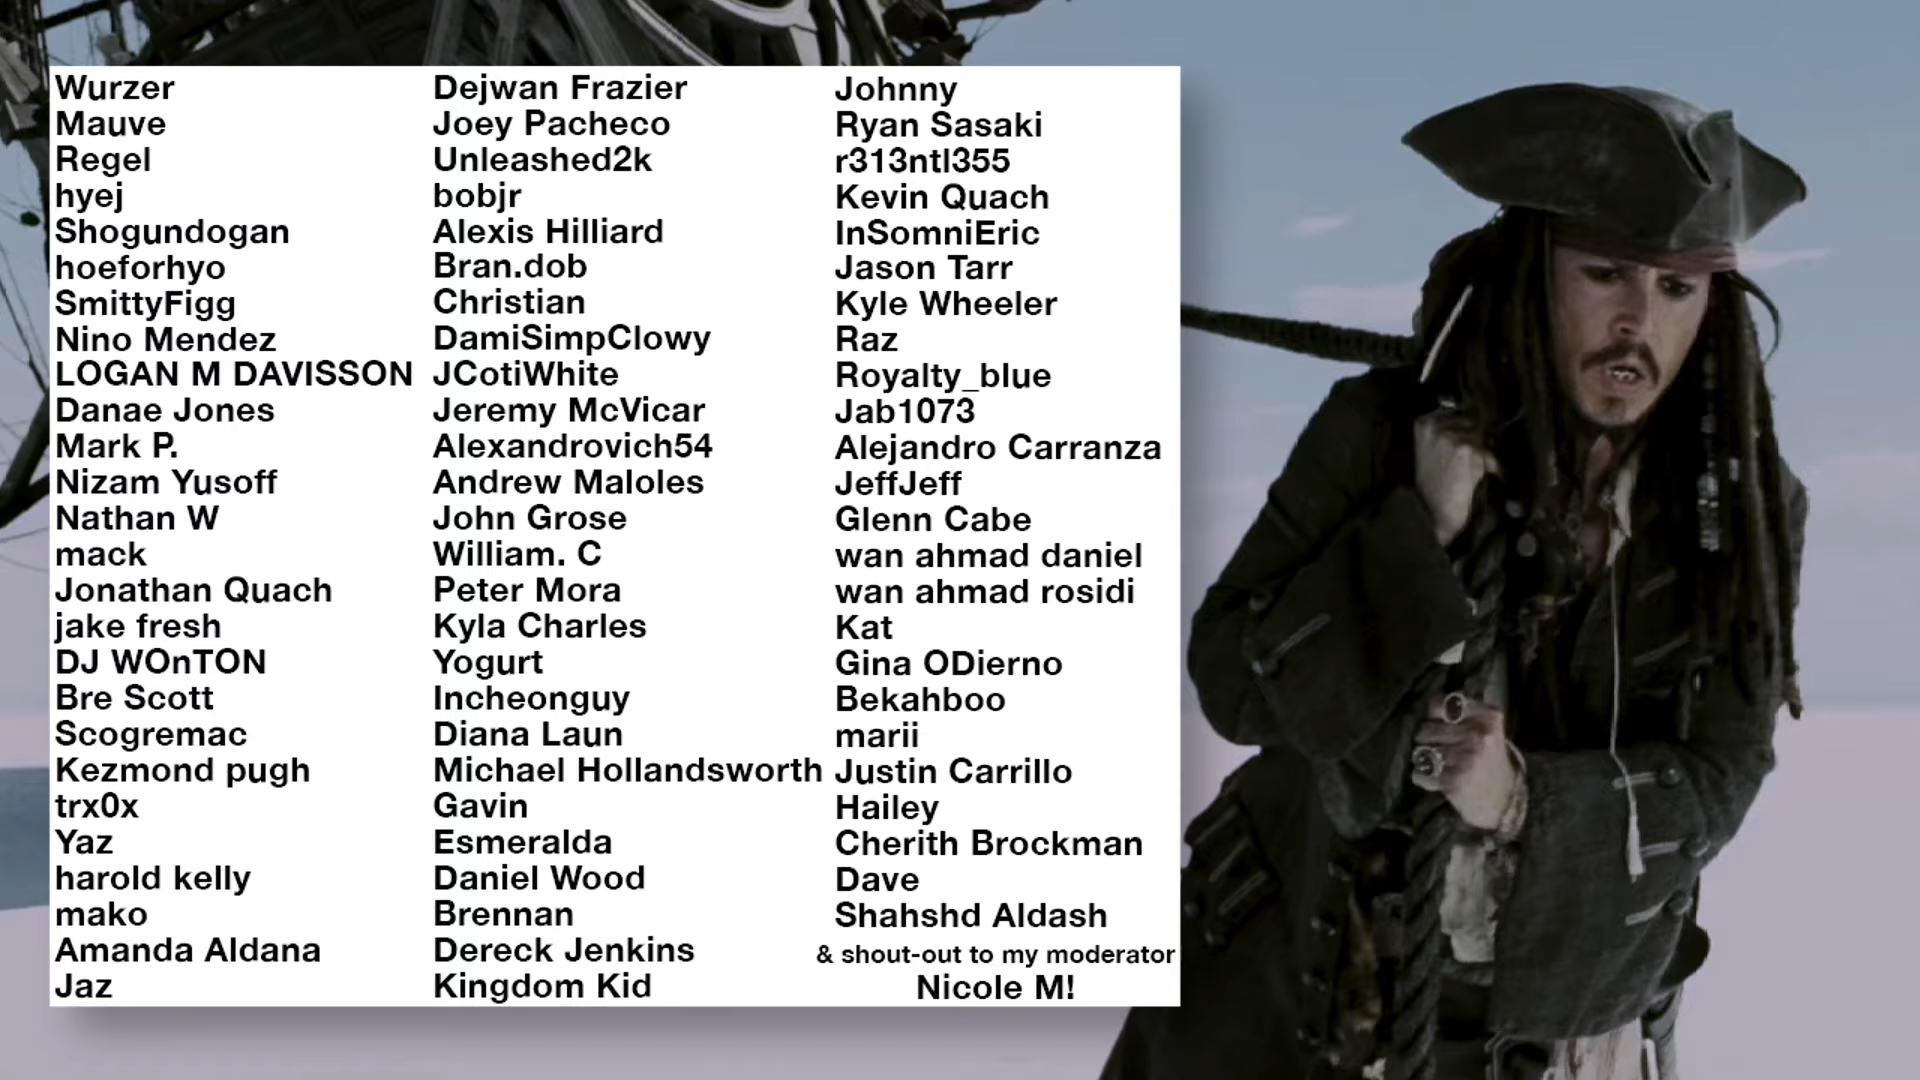 Wurzer
Mauve
Regel
hyej
Shogundogan
hoeforhyo
SmittyFigg
Nino Mendez
LOGAN M DAVISSON
Danae Jones
Mark P.
Nizam Yusoff
Nathan W
mack
Jonathan Quach
jake fresh
DJ WOnTON
Bre Scott
Scogremac
Kezmond pugh
trx0x
Yaz
harold kelly
mako
Amanda Aldana
Jaz
Dejwan Frazier
Joey Pacheco
Unleashed2k
bobjr
Alexis Hilliard
Bran.dob
Christian
DamiSimpClowy
JCotiWhite
Jeremy McVicar
Alexandrovich54
Andrew Maloles
John Grose
William. C
Peter Mora
Kyla Charles
Yogurt
Incheonguy
Diana Laun
Michael Hollandsworth
Gavin
Esmeralda
Daniel Wood
Brennan
Dereck Jenkins
Kingdom Kid
Johnny
Ryan Sasaki
r313ntl355
Kevin Quach
InSomniEric
Jason Tarr
Kyle Wheeler
Raz
Royalty_blue
Jab1073
Alejandro Carranza
JeffJeff
Glenn Cabe
wan ahmad daniel
wan ahmad rosidi
Kat
Gina ODierno
Bekahboo
marii
Justin Carrillo
Hailey
Cherith Brockman
Dave
Shahshd Aldash
& shout-out to my moderator
Nicole M!